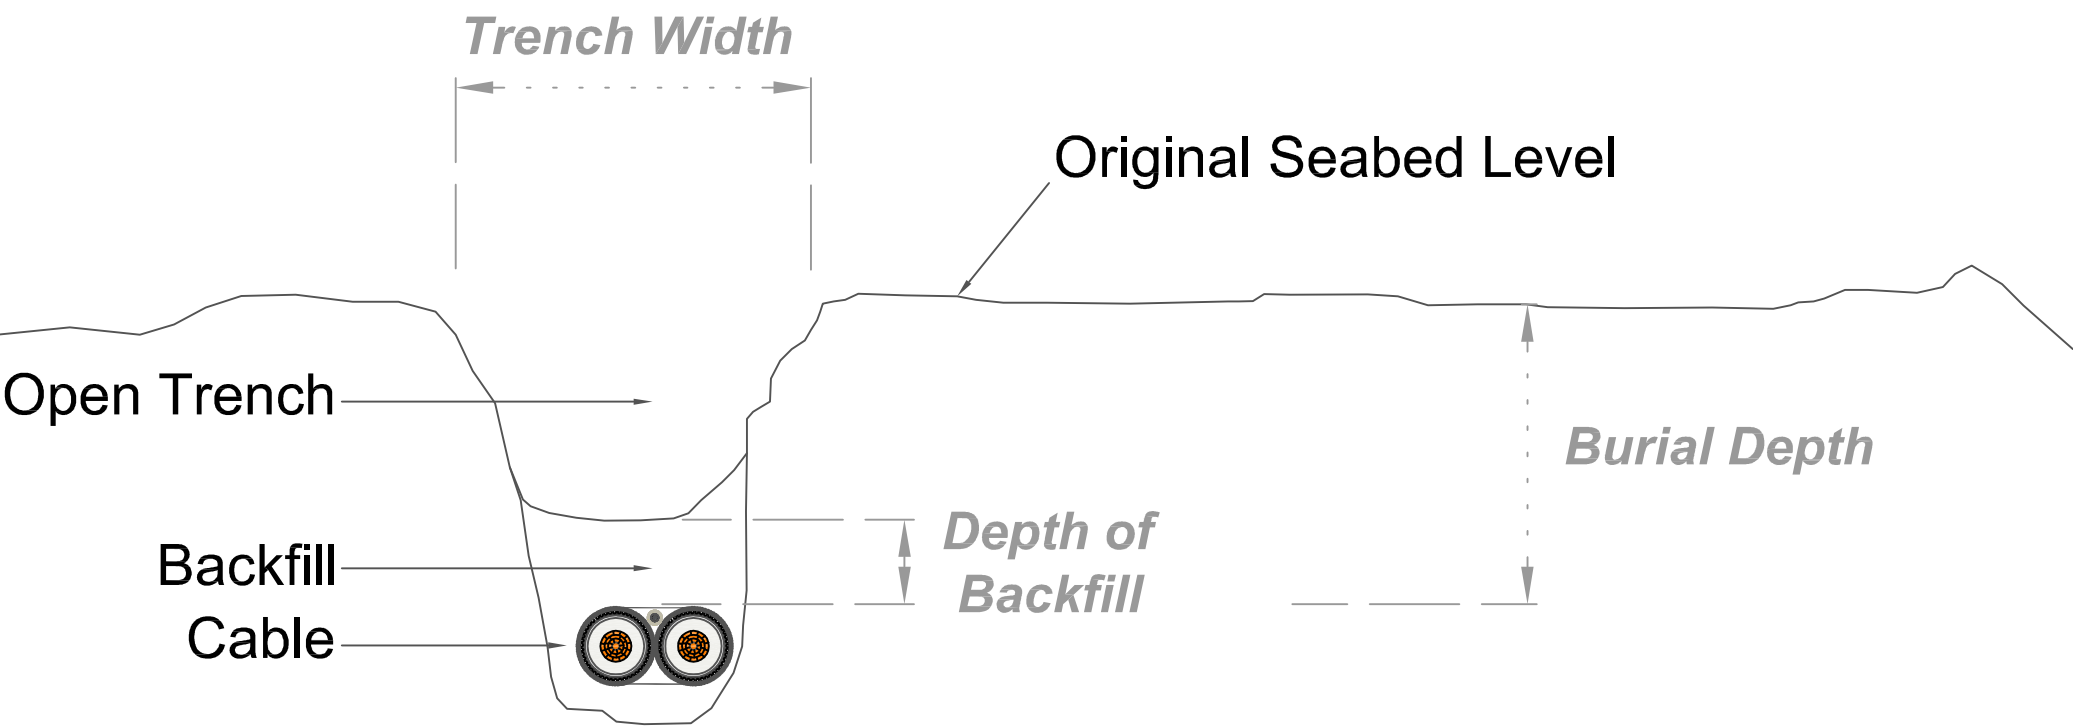 Trench Width
Original Seabed Level
Open Trench
Burial Depth
Depth of
Backfill
Backfill
Cable